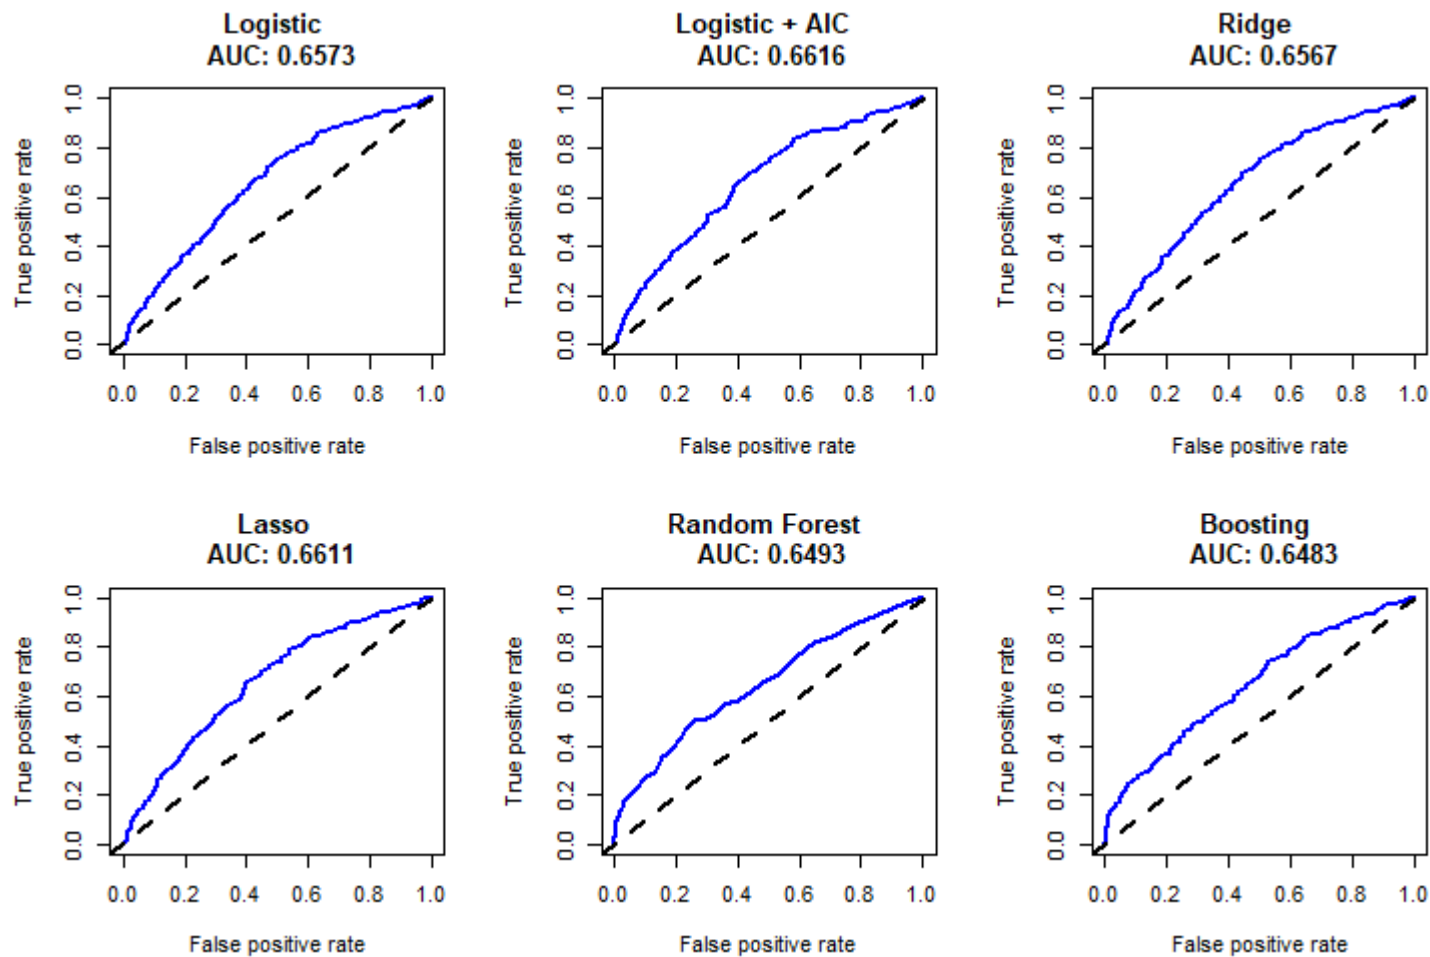 Logistic
AUC: 0.6573
True positive rate
1.0
0.8
0.6
0.4
0.2
0.0
0.0 0.2 0.4 0.6 0.8 1.0
False positive rate
Logistic + AIC
AUC: 0.6616
True positive rate
1.0
0.8
0.6
0.4
0.2
0.0
0.0 0.2 0.4 0.6 0.8 1.0
False positive rate
Ridge
AUC: 0.6567
True positive rate
1.0
0.8
0.6
0.4
0.2
0.0
0.0 0.2 0.4 0.6 0.8 1.0
False positive rate
Lasso
AUC: 0.6611
True positive rate
1.0
0.8
0.6
0.4
0.2
0.0
0.0 0.2 0.4 0.6 0.8 1.0
False positive rate
Random Forest
AUC: 0.6493
True positive rate
1.0
0.8
0.6
0.4
0.2
0.0
0.0 0.2 0.4 0.6 0.8 1.0
False positive rate
Boosting
AUC: 0.6483
True positive rate
1.0
0.8
0.6
0.4
0.2
0.0
0.0 0.2 0.4 0.6 0.8 1.0
False positive rate